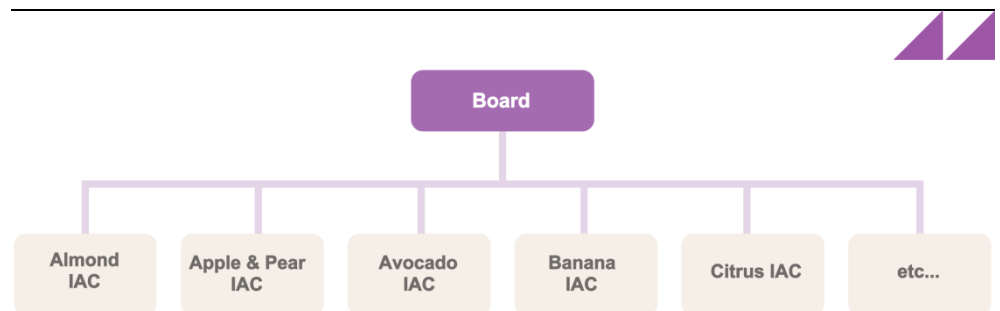 Board
Almond
IAC
Apple & Pear
IAC
Avocado
IAC
Banana
IAC
Citrus IAC
etc...